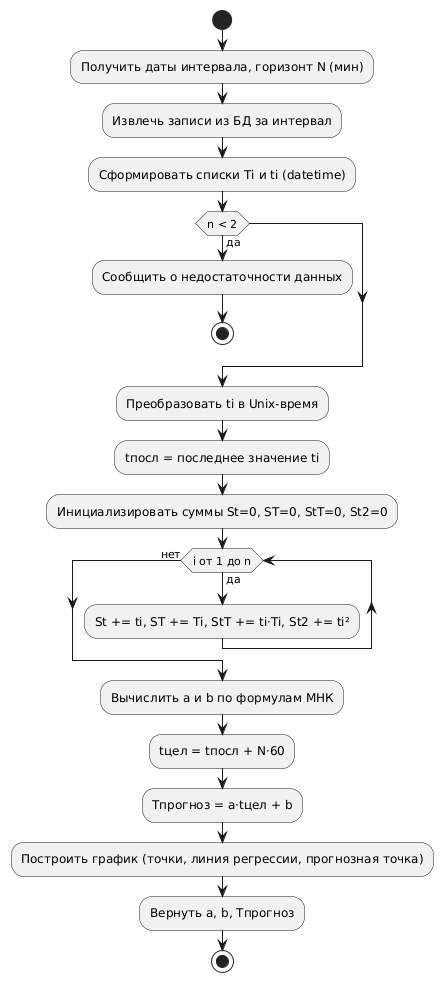 Получить даты интервала, горизонт N (мин)
Извлечь записи из БД за интервал
Сформировать списки Ti и ti (datetime)
n < 2
да
Сообщить о недостаточности данных
Преобразовать ti в Unix-время
tпосл = последнее значение ti
Инициализировать суммы St=0, ST=0, StT=0, St2=0
нет
i от 1 до n
да
St += ti, ST += Ti, StT += ti·Ti, St2 += ti²
Вычислить a и b по формулам МНК
tцел = tпосл + N·60
Tпрогноз = a·tцел + b
Построить график (точки, линия регрессии, прогнозная точка)
Вернуть a, b, Tпрогноз